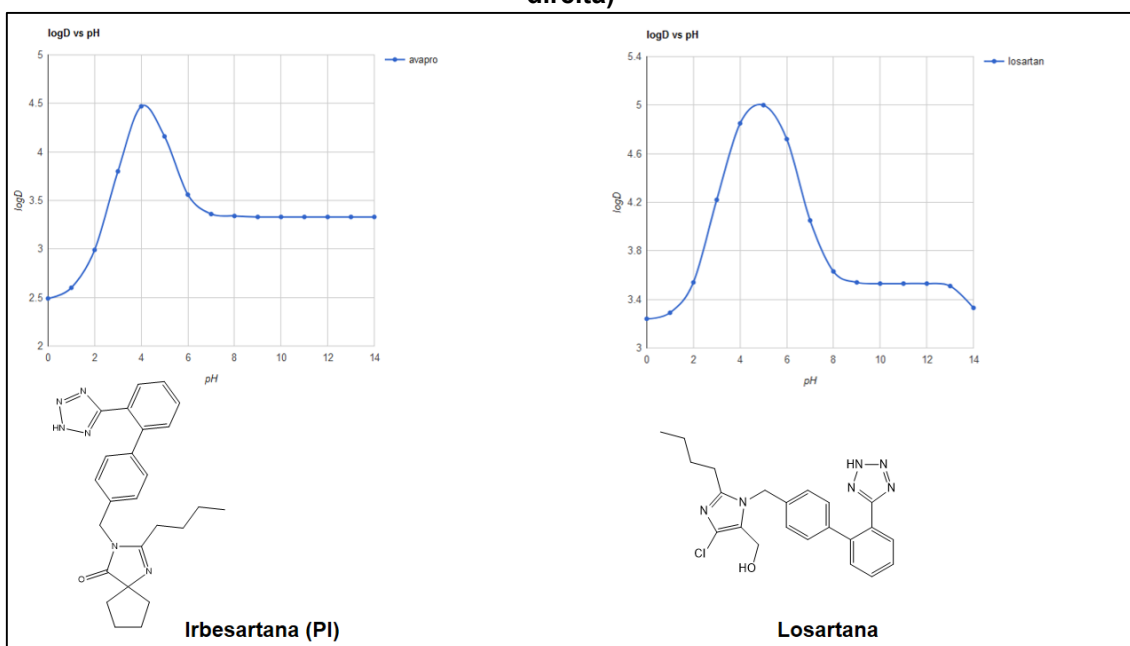 direita)
logD vs pH
5
4.5
4
3.5
3
2.5
2
logD
0 2 4 6 8 10 12 14
pH
avapro
logD vs pH
5.4
5
4.6
4.2
3.8
3.4
3
logD
0 2 4 6 8 10 12 14
pH
losartan
N
N
HN
N
N
O
N
Irbesartana (PI)
HN
N
N
N
N
N
Cl
HO
Losartana